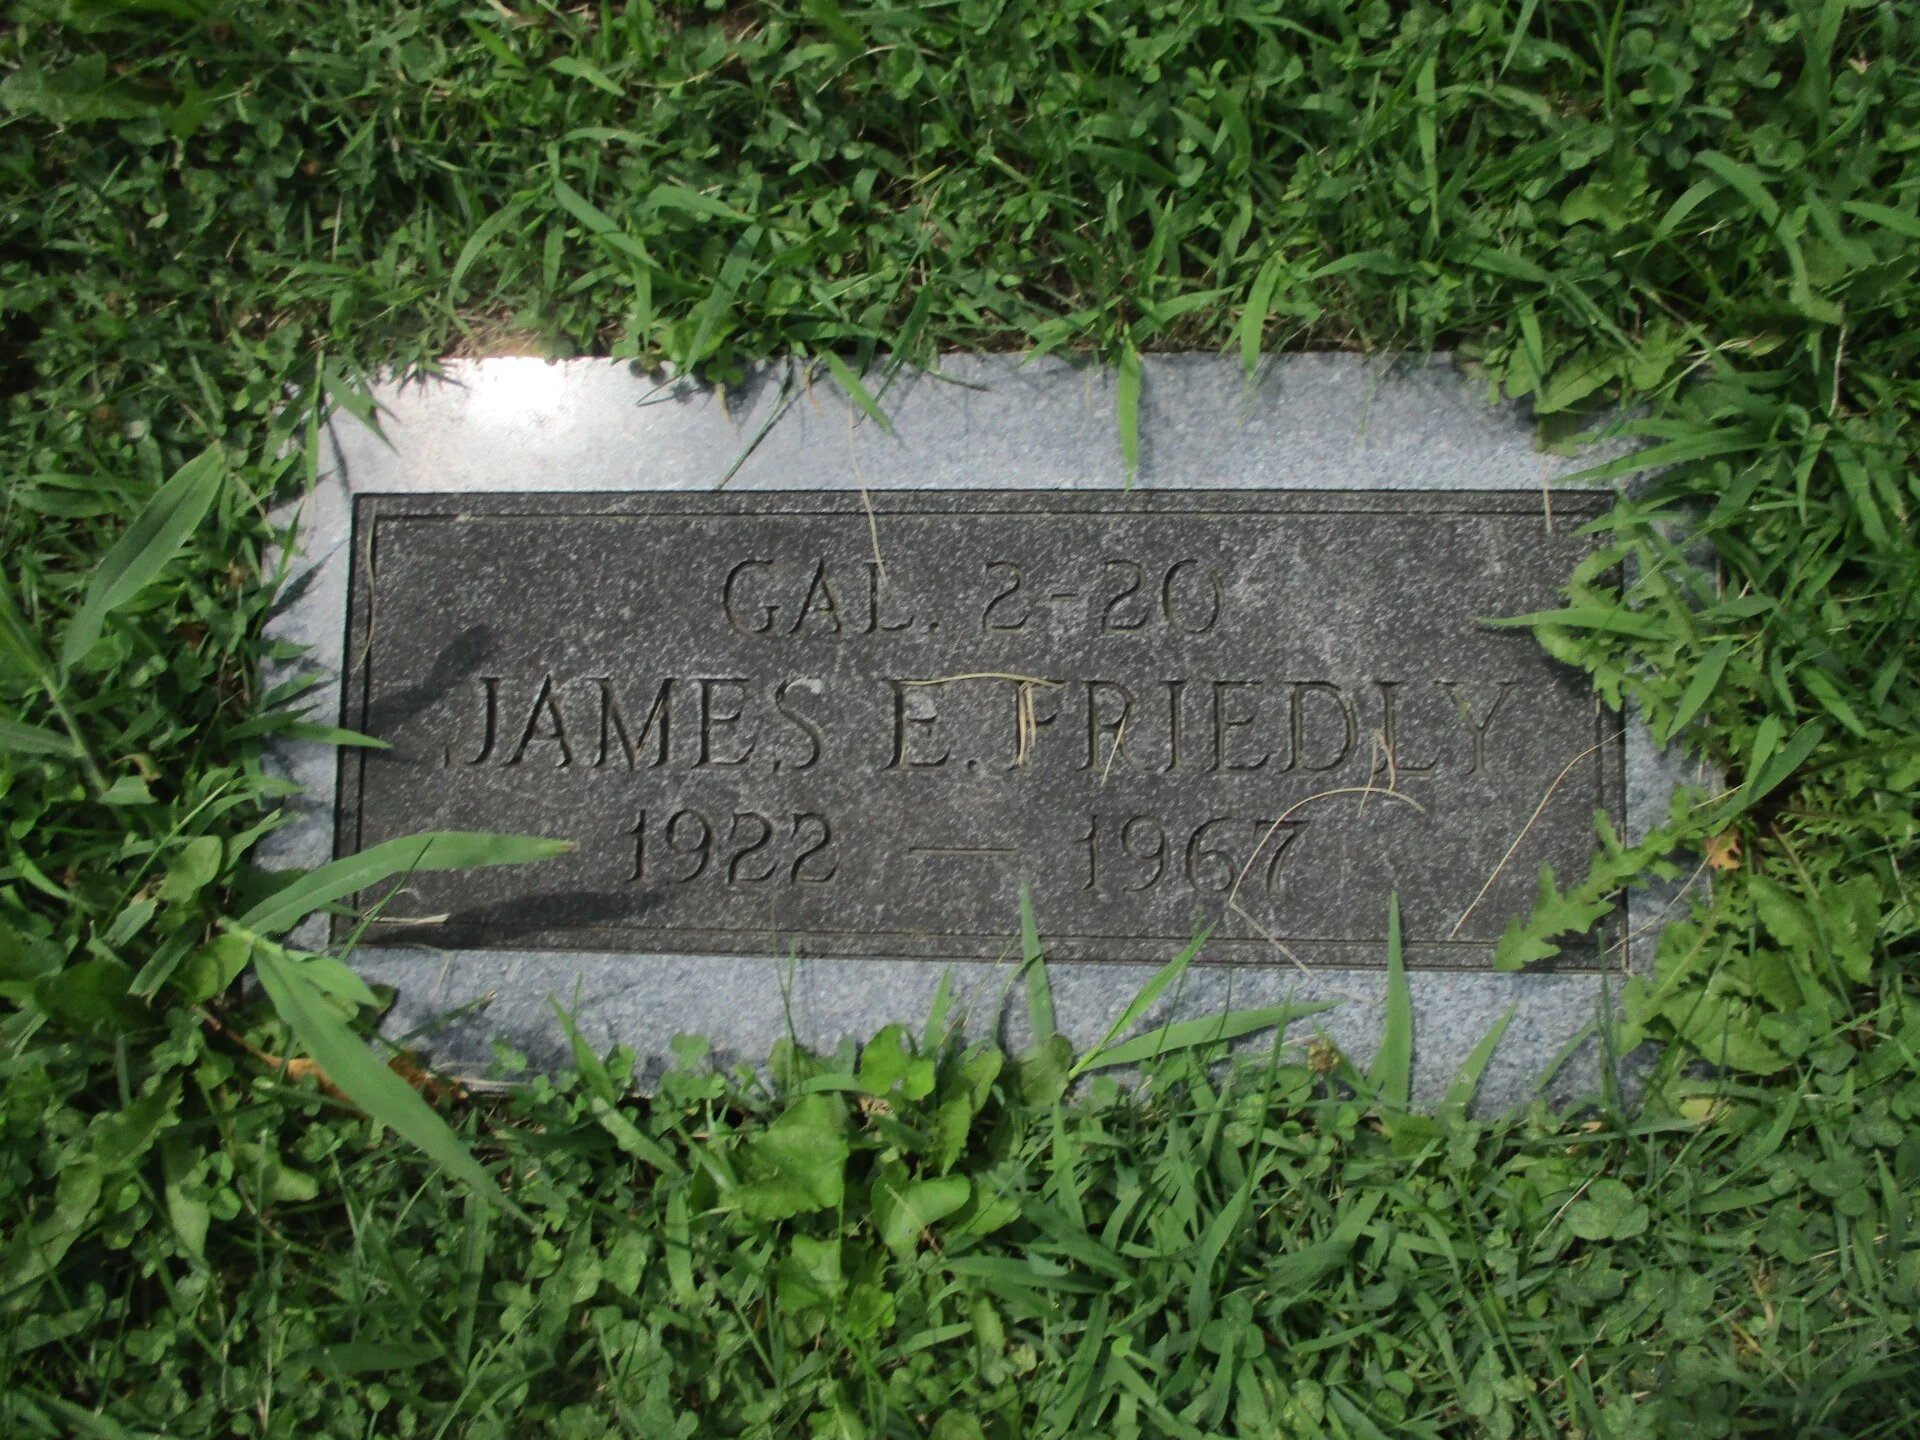 GAL. 2-20
JAMES E. FRIEDLY
1922 — 1967